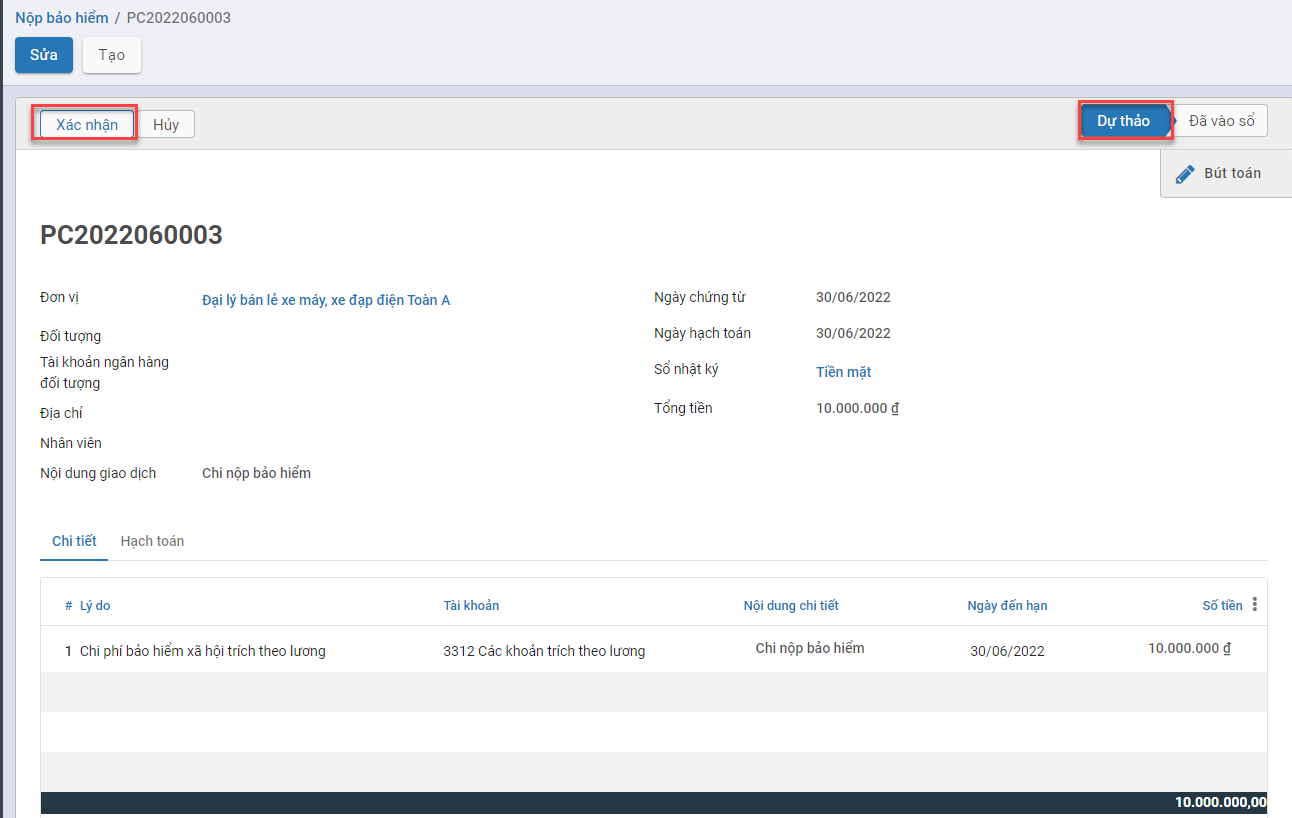 Nộp bảo hiểm / PC2022060003
Sửa Tạo
Xác nhận Hủy Dự thảo Đã vào sổ
Bút toán
PC2022060003
Đơn vị Đại lý bán lẻ xe máy, xe đạp điện Toàn A Ngày chứng từ 30/06/2022
Đối tượng Ngày hạch toán 30/06/2022
Tài khoản ngân hàng
đối tượng Sổ nhật ký Tiền mặt
Địa chỉ Tổng tiền 10.000.000 ₫
Nhân viên
Nội dung giao dịch Chi nộp bảo hiểm
Chi tiết Hạch toán
# Lý do Tài khoản Nội dung chi tiết Ngày đến hạn Số tiền
1 Chi phí bảo hiểm xã hội trích theo lương 3312 Các khoản trích theo lương Chi nộp bảo hiểm 30/06/2022 10.000.000 ₫
10.000.000,00